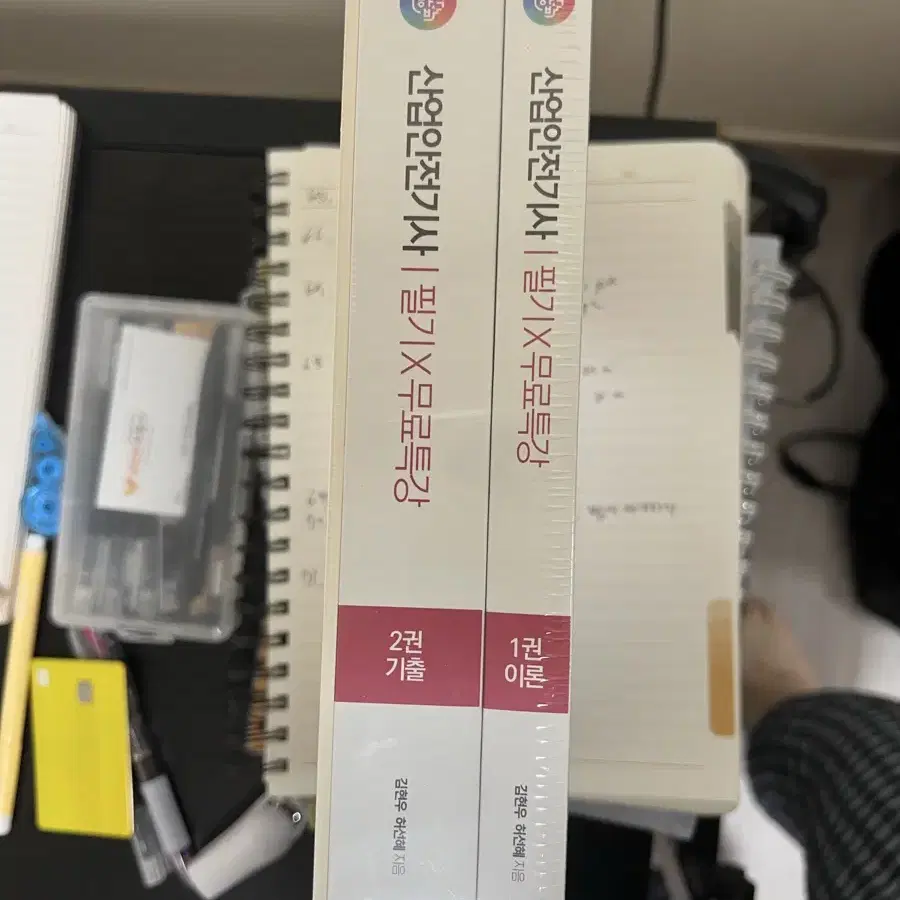 산업안전기사 | 필기X무료특강
2권
기출
김현우 허선혜 지음
산업안전기사 | 필기X무료특강
1권
이론
김현우 허선혜 지음